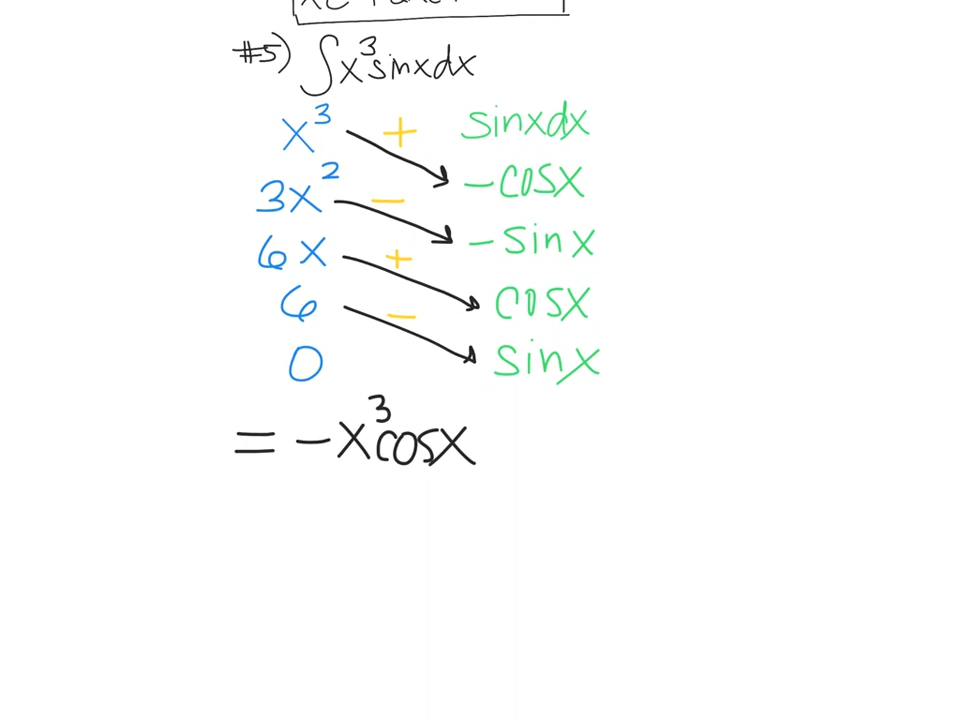 #5) ∫x³sinxdx
x³ + sinxdx
3x² − −cosx
6x + −sinx
6 − cosx
0 sinx
= −x³cosx